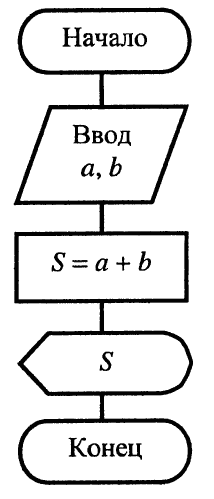 Начало
Ввод
a, b
S = a + b
S
Конец